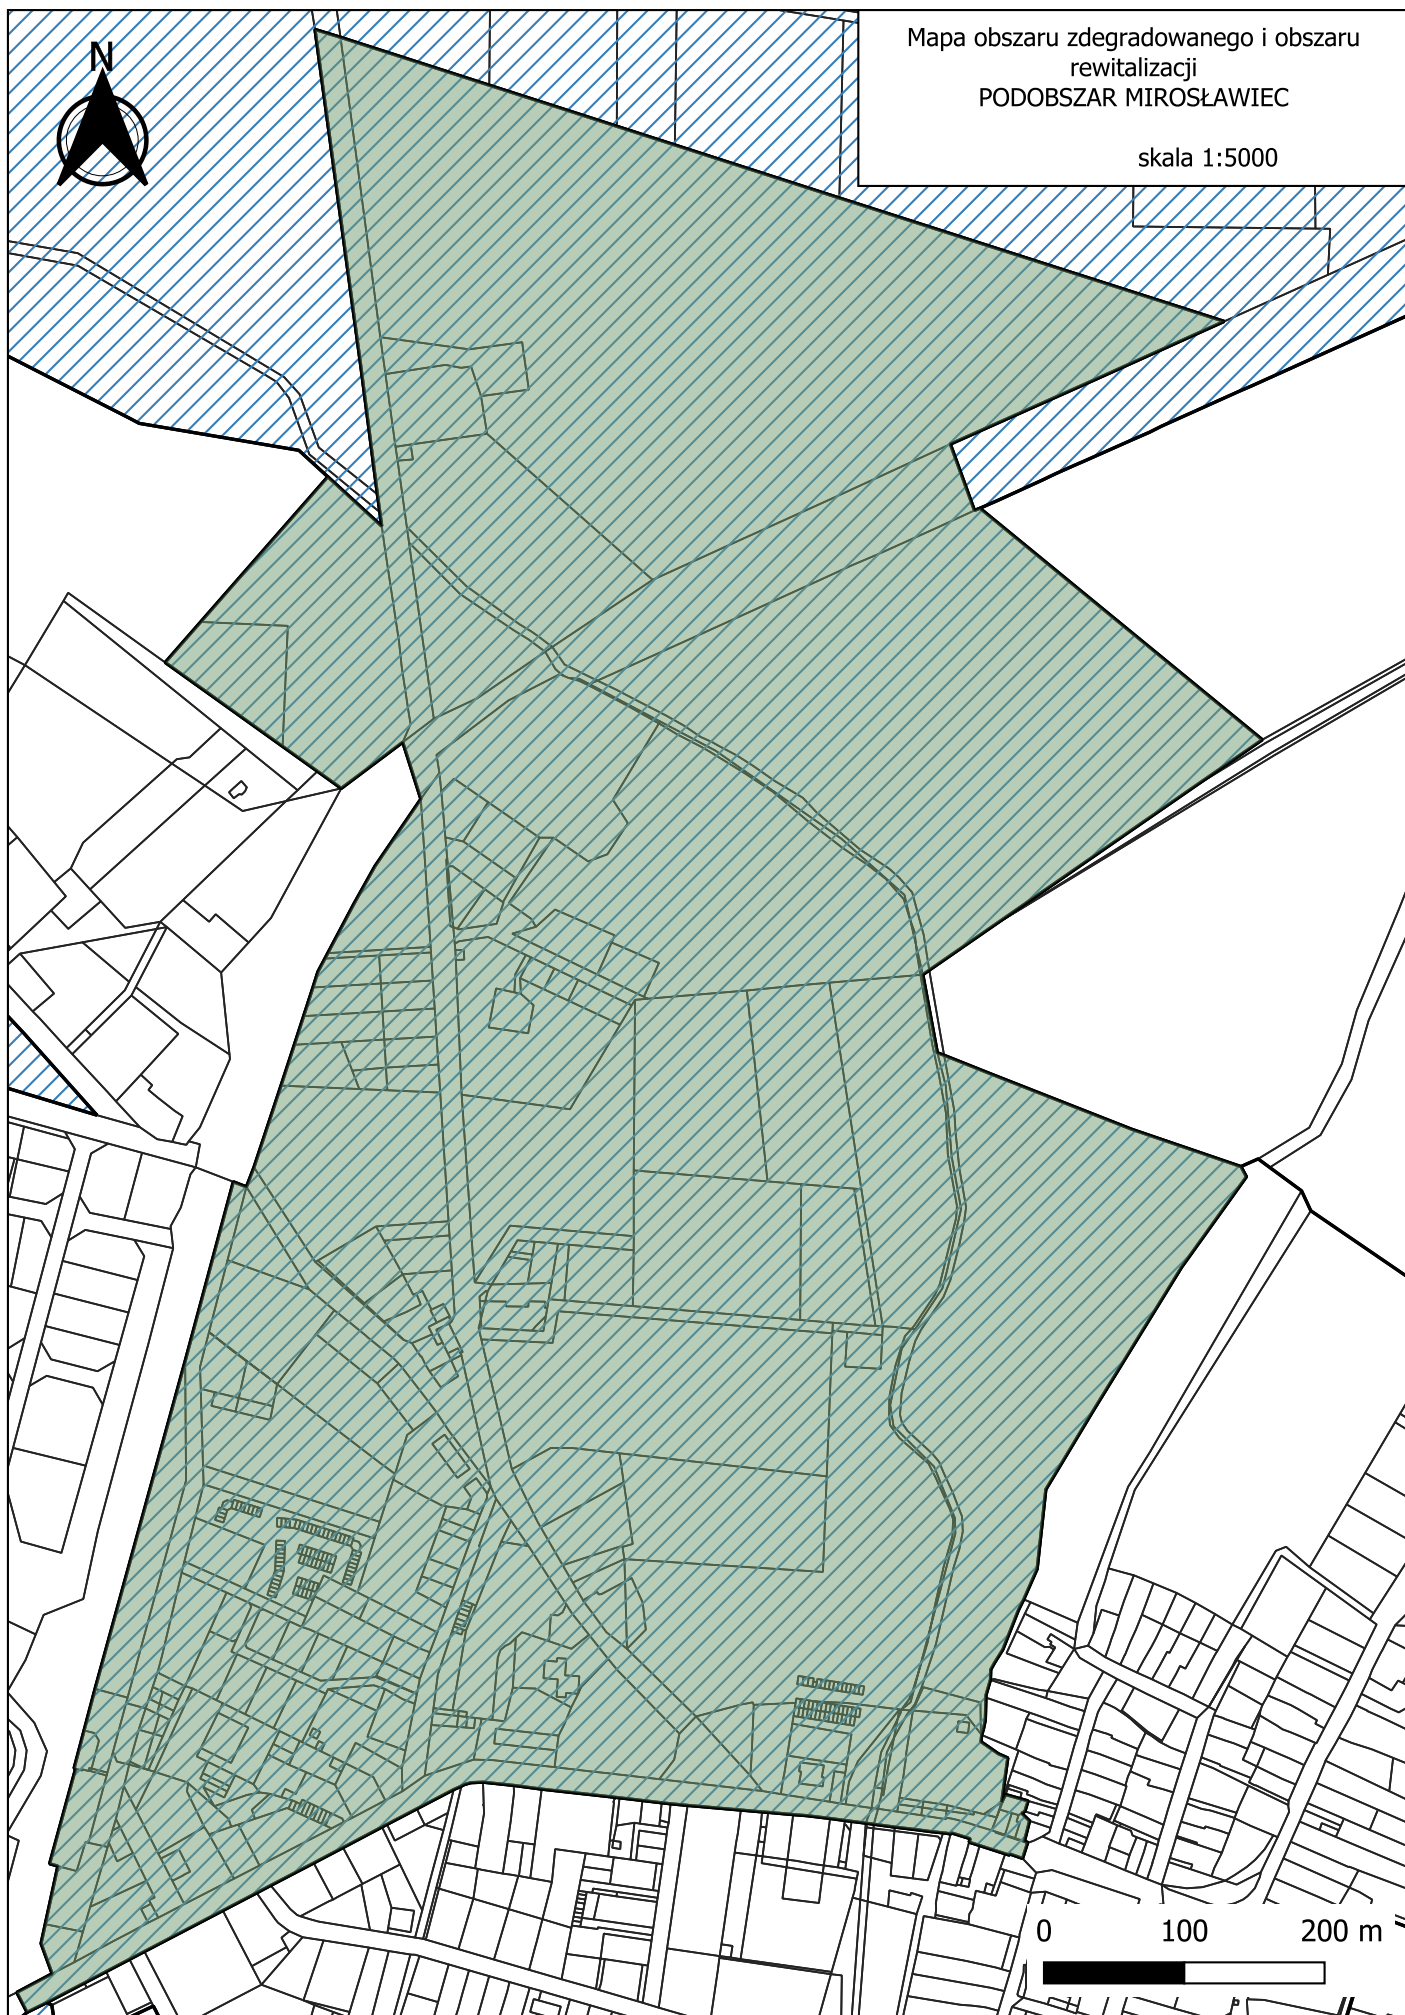 N
Mapa obszaru zdegradowanego i obszaru
rewitalizacji
PODOBSZAR MIROSŁAWIEC
skala 1:5000
0 100 200 m